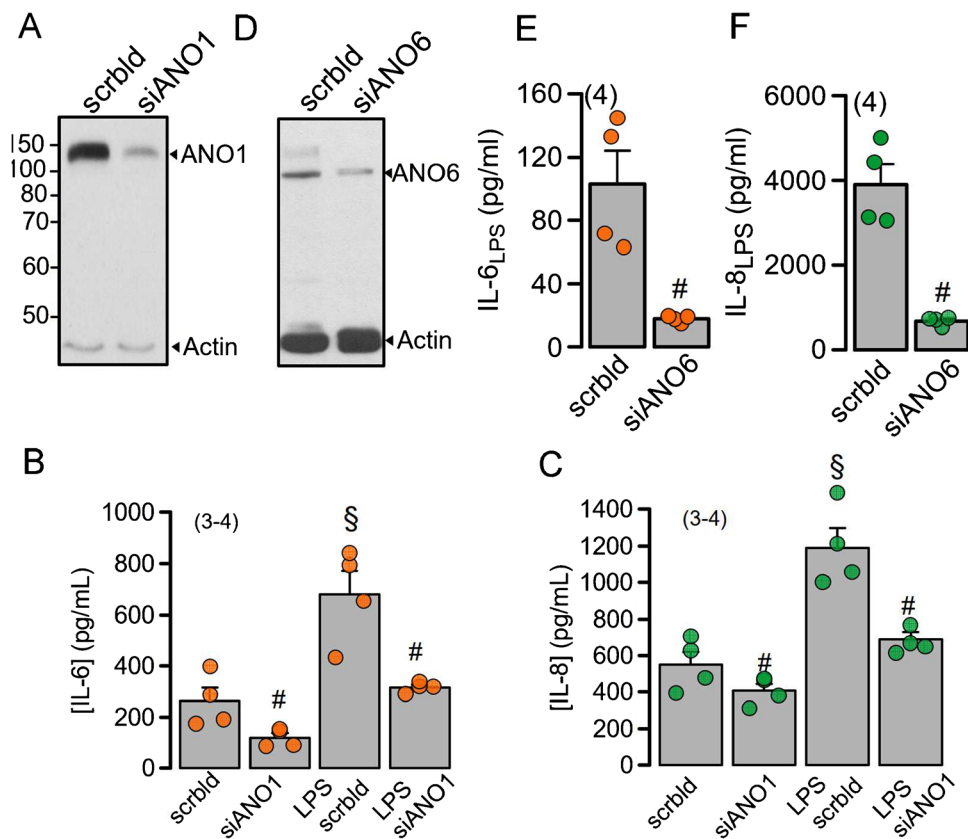 A
scrbld
siANO1
150
100
80
70
60
50
ANO1
Actin
D
scrbld
siANO6
ANO6
Actin
E
IL-6LPS (pg/ml)
160
120
80
40
0
(4)
#
scrbld
siANO6
F
IL-8LPS (pg/ml)
6000
4000
2000
0
(4)
#
scrbld
siANO6
B
[IL-6] (pg/mL)
1000
800
600
400
200
0
(3-4)
#
§
#
scrbld
siANO1
LPS
scrbld
LPS
siANO1
C
[IL-8] (pg/mL)
1400
1200
1000
800
600
400
200
0
(3-4)
#
§
#
scrbld
siANO1
LPS
scrbld
LPS
siANO1